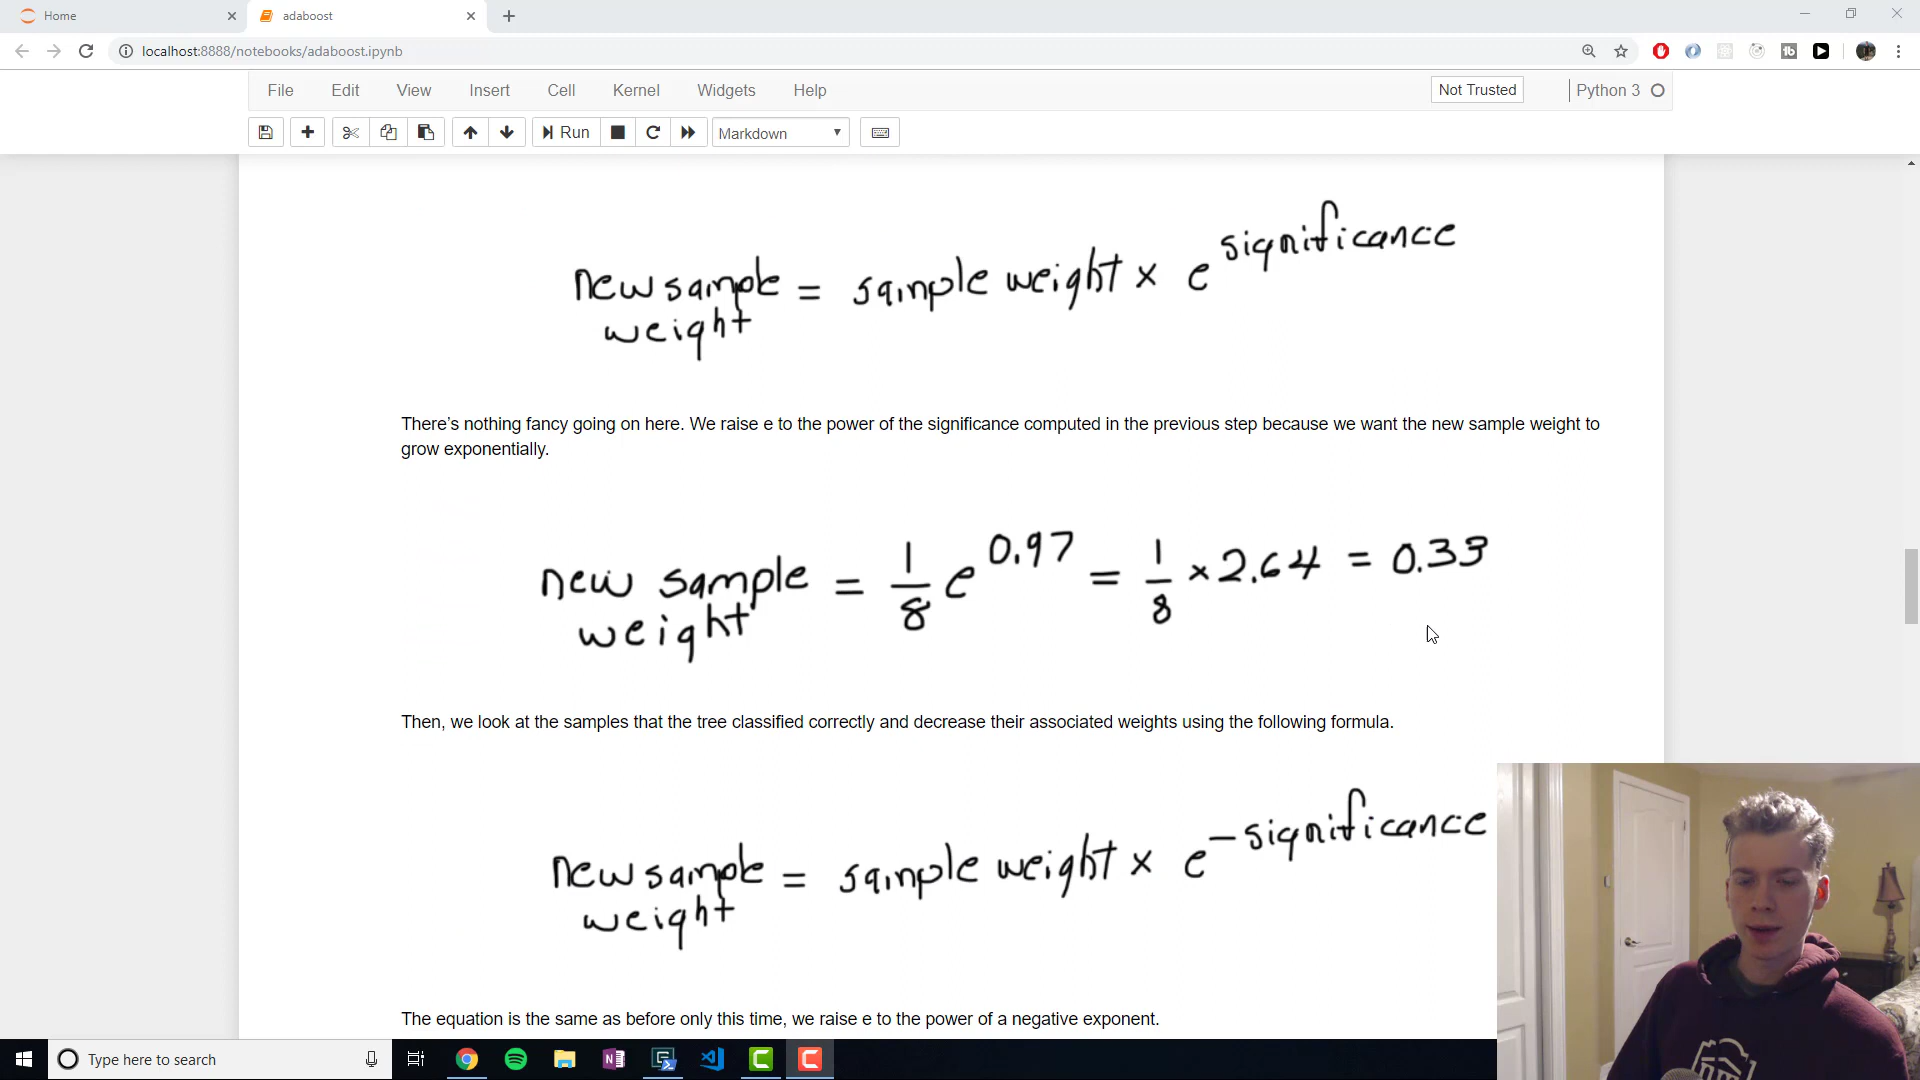 Home
adaboost
localhost:8888/notebooks/adaboost.ipynb
File Edit View Insert Cell Kernel Widgets Help Not Trusted Python 3
Run Markdown
new sample weight = sample weight × e^significance
There's nothing fancy going on here. We raise e to the power of the significance computed in the previous step because we want the new sample weight to
grow exponentially.
new sample weight = 1/8 e^0.97 = 1/8 × 2.64 = 0.33
Then, we look at the samples that the tree classified correctly and decrease their associated weights using the following formula.
new sample weight = sample weight × e^-significance
The equation is the same as before only this time, we raise e to the power of a negative exponent.
Type here to search